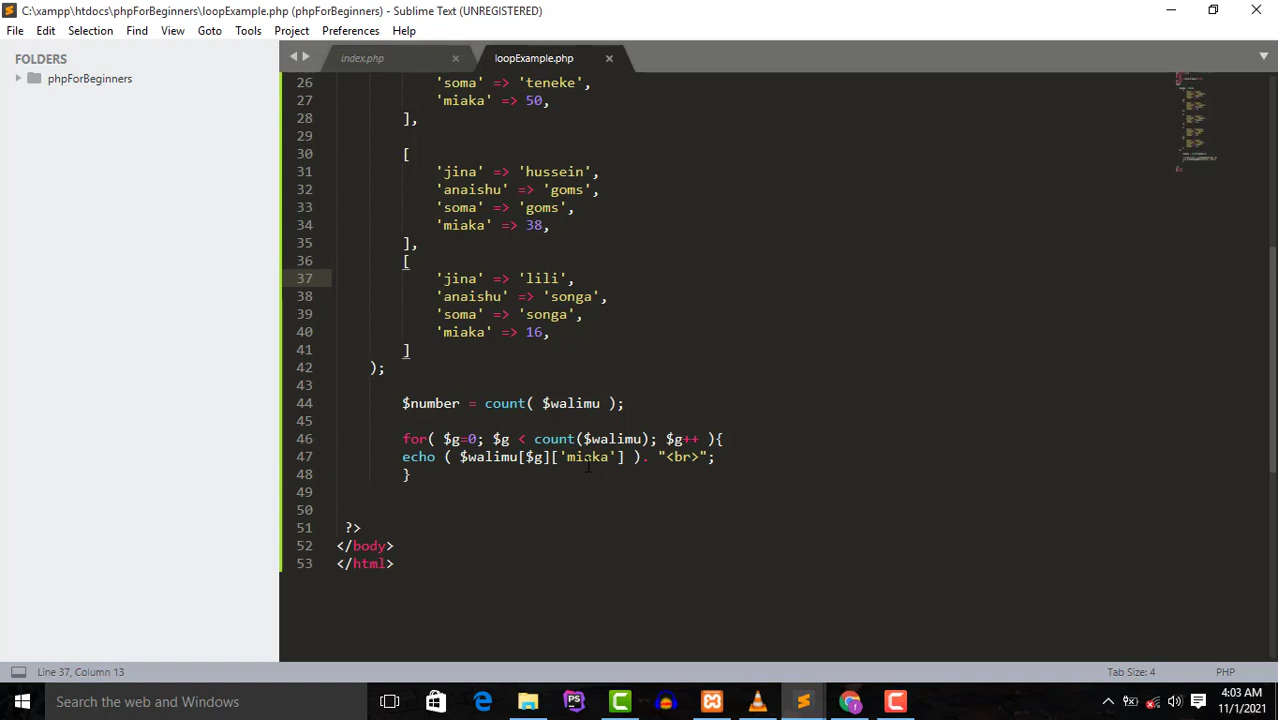 C:\xampp\htdocs\phpForBeginners\loopExample.php (phpForBeginners) - Sublime Text (UNREGISTERED)
File Edit Selection Find View Goto Tools Project Preferences Help
FOLDERS
phpForBeginners
index.php loopExample.php
26 'soma' => 'teneke',
27 'miaka' => 50,
28 ],
29
30 [
31 'jina' => 'hussein',
32 'anaishu' => 'goms',
33 'soma' => 'goms',
34 'miaka' => 38,
35 ],
36 [
37 'jina' => 'lili',
38 'anaishu' => 'songa',
39 'soma' => 'songa',
40 'miaka' => 16,
41 ]
42 );
43
44 $number = count( $walimu );
45
46 for( $g=0; $g < count($walimu); $g++ ){
47 echo ( $walimu[$g]['miaka'] ). "<br>";
48 }
49
50
51 ?>
52 </body>
53 </html>
Line 37, Column 13 Tab Size: 4 PHP
Search the web and Windows
4:03 AM
11/1/2021